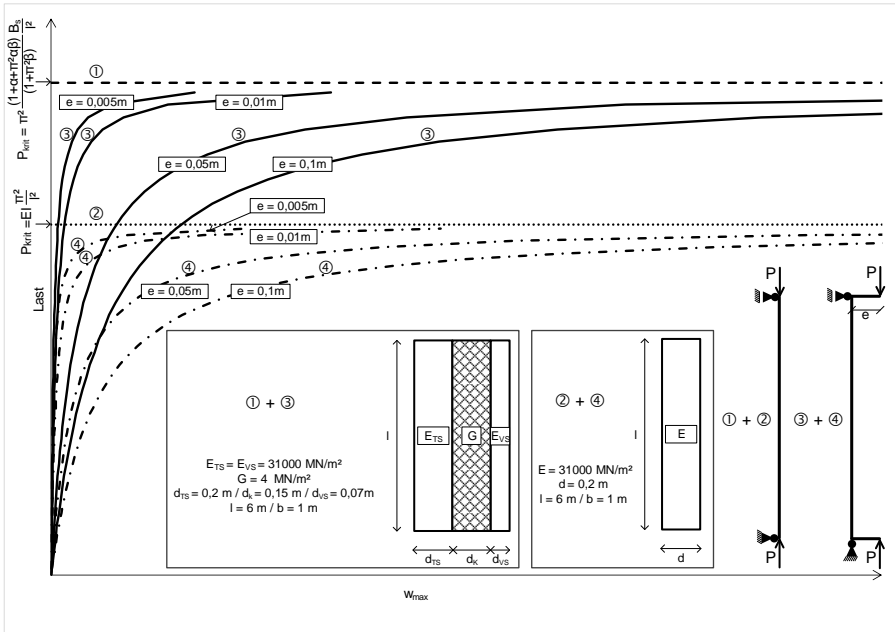 P_krit = π² (1+α+π²αβ) / (1+π²β) B_s / l²
P_krit = EI π² / l²
Last
①
e = 0,005m
e = 0,01m
③ ③ ③ ③
e = 0,05m
e = 0,1m
②
e = 0,005m
e = 0,01m
④ ④ ④ ④
e = 0,05m
e = 0,1m
① + ③
E_TS = E_VS = 31000 MN/m²
G = 4 MN/m²
d_TS = 0,2 m / d_k = 0,15 m / d_VS = 0,07m
l = 6 m / b = 1 m
l
E_TS G E_VS
d_TS d_K d_VS
② + ④
E = 31000 MN/m²
d = 0,2 m
l = 6 m / b = 1 m
l
E
d
P
① + ②
P
P
e
③ + ④
P
w_max